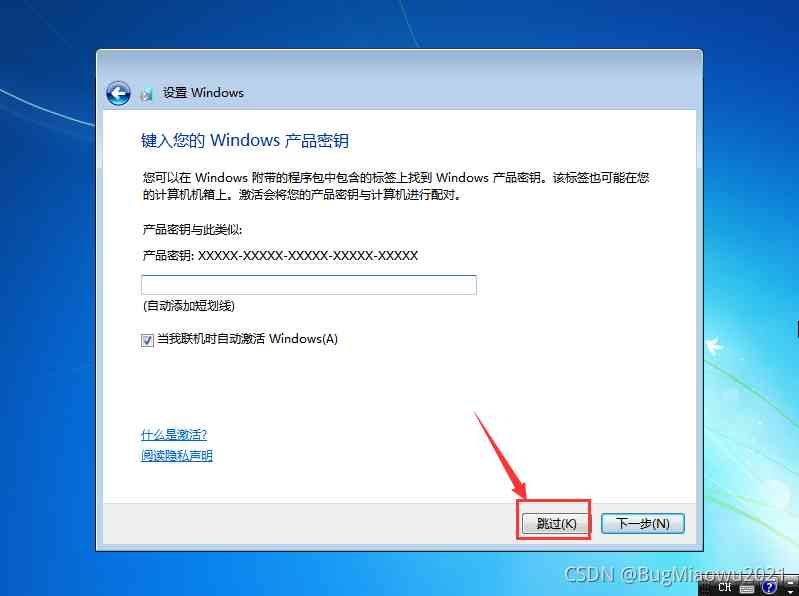 设置 Windows
键入您的 Windows 产品密钥
您可以在 Windows 附带的程序包中包含的标签上找到 Windows 产品密钥。该标签也可能在您
的计算机机箱上。激活会将您的产品密钥与计算机进行配对。
产品密钥与此类似:
产品密钥: XXXXX-XXXXX-XXXXX-XXXXX-XXXXX
(自动添加短划线)
当我联机时自动激活 Windows(A)
什么是激活?
阅读隐私声明
跳过(K)
下一步(N)
CSDN @BugMiaowu2021
CH